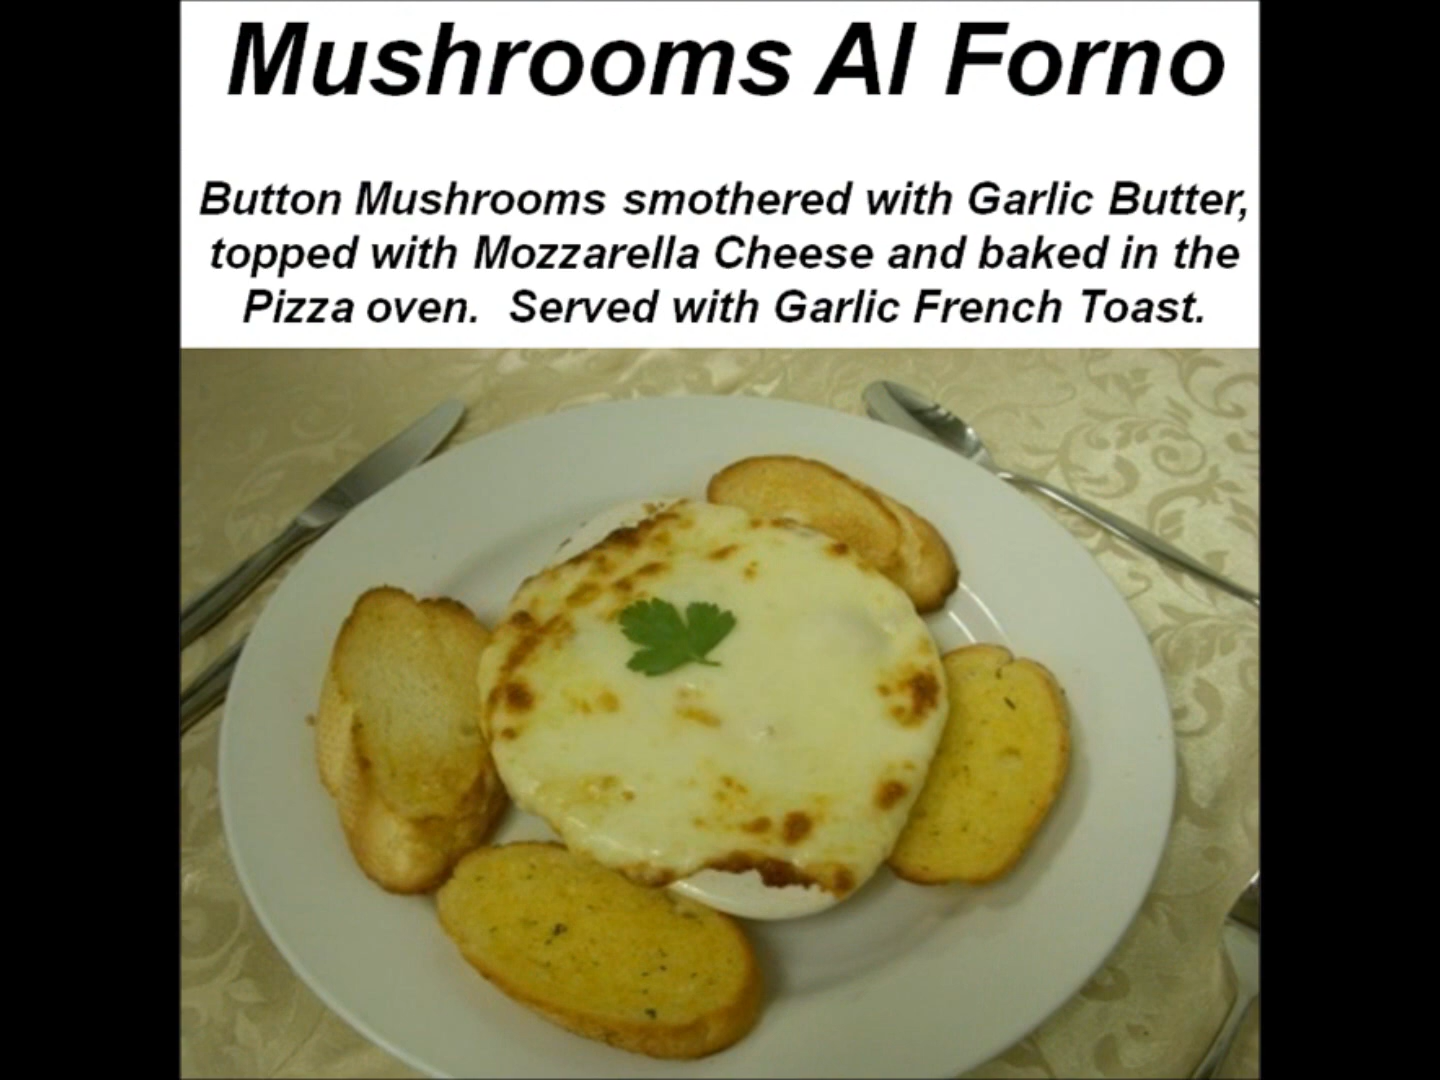 Mushrooms Al Forno
Button Mushrooms smothered with Garlic Butter,
topped with Mozzarella Cheese and baked in the
Pizza oven.  Served with Garlic French Toast.